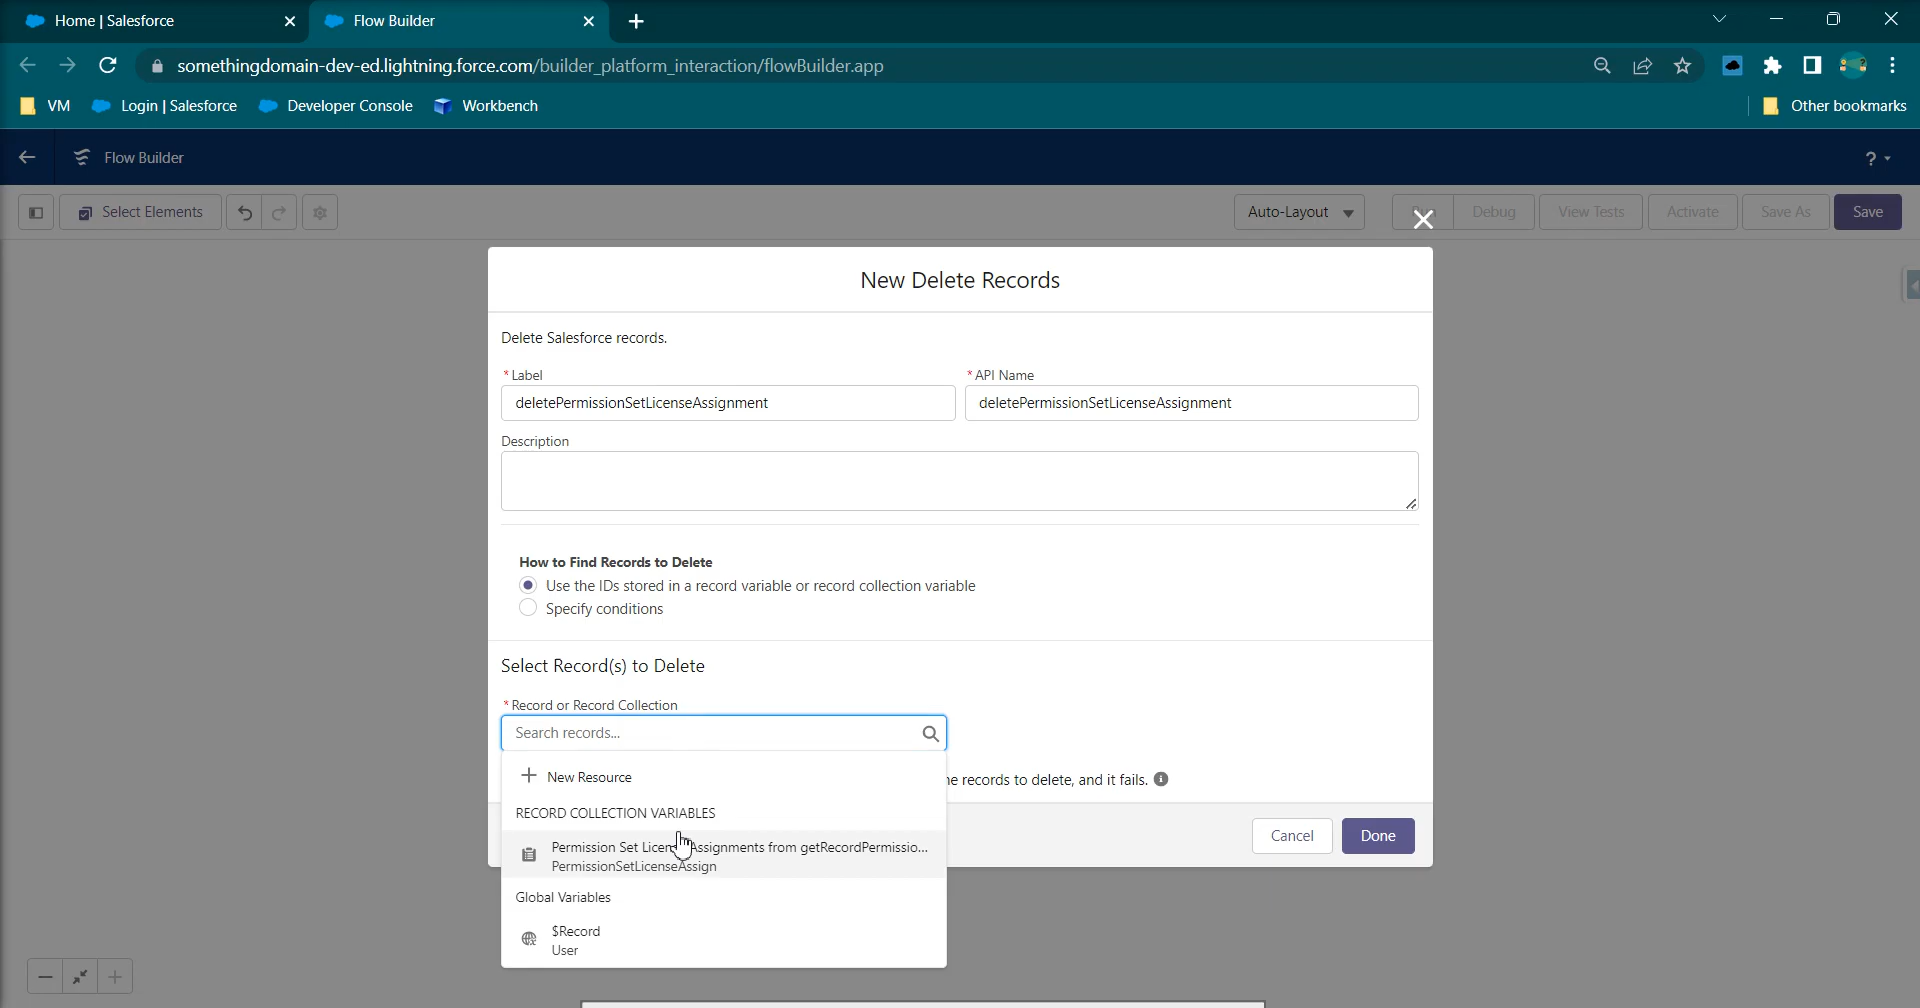 Home | Salesforce
Flow Builder
somethingdomain-dev-ed.lightning.force.com/builder_platform_interaction/flowBuilder.app
VM
Login | Salesforce
Developer Console
Workbench
Other bookmarks
Flow Builder
?
Select Elements
Auto-Layout
Debug
View Tests
Activate
Save As
Save
New Delete Records
Delete Salesforce records.
* Label
* API Name
deletePermissionSetLicenseAssignment
deletePermissionSetLicenseAssignment
Description
How to Find Records to Delete
Use the IDs stored in a record variable or record collection variable
Specify conditions
Select Record(s) to Delete
* Record or Record Collection
Search records...
New Resource
e records to delete, and it fails.
RECORD COLLECTION VARIABLES
Permission Set Assignments from getRecordPermissio...
PermissionSetLicenseAssign
Cancel
Done
Global Variables
$Record
User